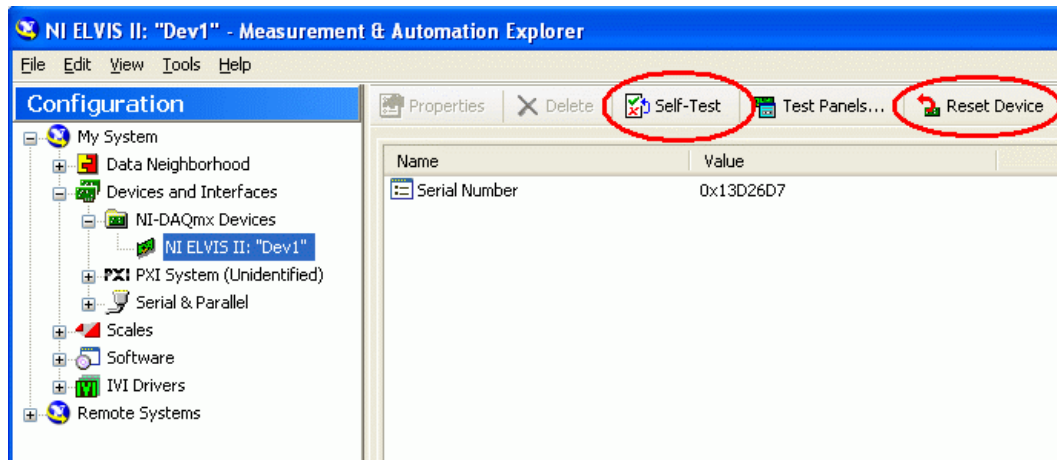 NI ELVIS II: "Dev1" - Measurement & Automation Explorer
File Edit View Tools Help
Configuration
My System
Data Neighborhood
Devices and Interfaces
NI-DAQmx Devices
NI ELVIS II: "Dev1"
PXI PXI System (Unidentified)
Serial & Parallel
Scales
Software
IVI Drivers
Remote Systems
Properties Delete Self-Test Test Panels... Reset Device
Name Value
Serial Number 0x13D26D7